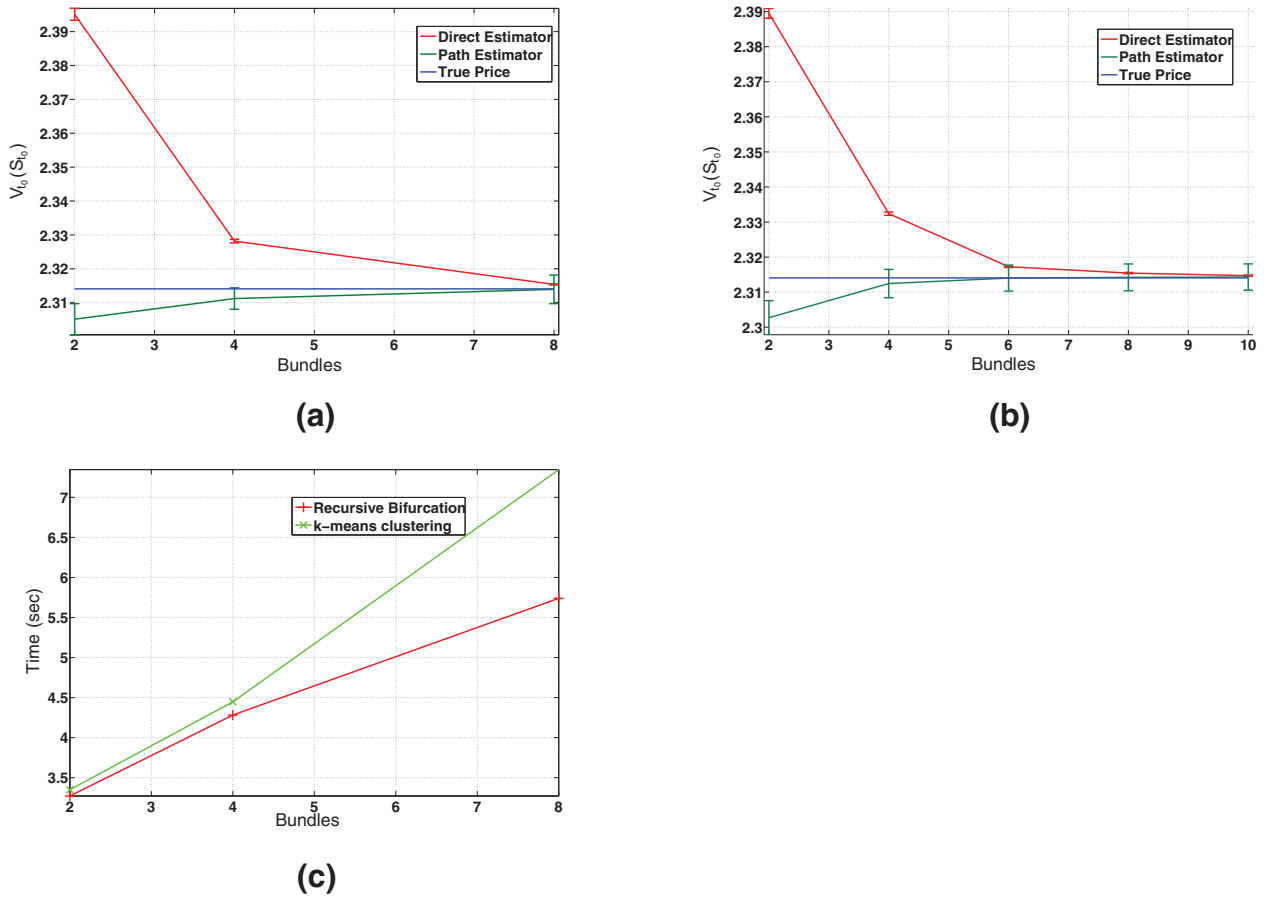 2.39
2.38
2.37
2.36
2.35
2.34
2.33
2.32
2.31
V_{t_0}(S_{t_0})
Direct Estimator
Path Estimator
True Price
2 3 4 5 6 7 8
Bundles
(a)
2.39
2.38
2.37
2.36
2.35
2.34
2.33
2.32
2.31
2.3
V_{t_0}(S_{t_0})
Direct Estimator
Path Estimator
True Price
2 3 4 5 6 7 8 9 10
Bundles
(b)
7
6.5
6
5.5
5
4.5
4
3.5
Time (sec)
Recursive Bifurcation
k−means clustering
2 3 4 5 6 7 8
Bundles
(c)